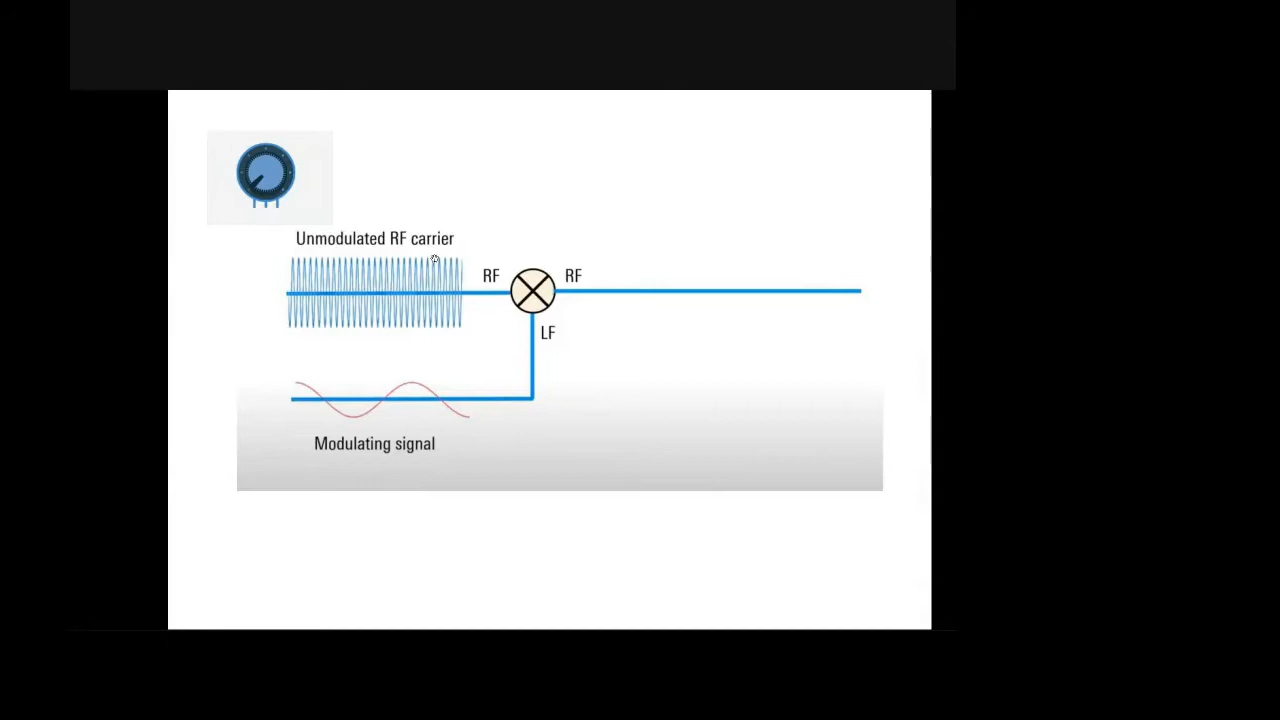 Unmodulated RF carrier
RF
RF
LF
Modulating signal